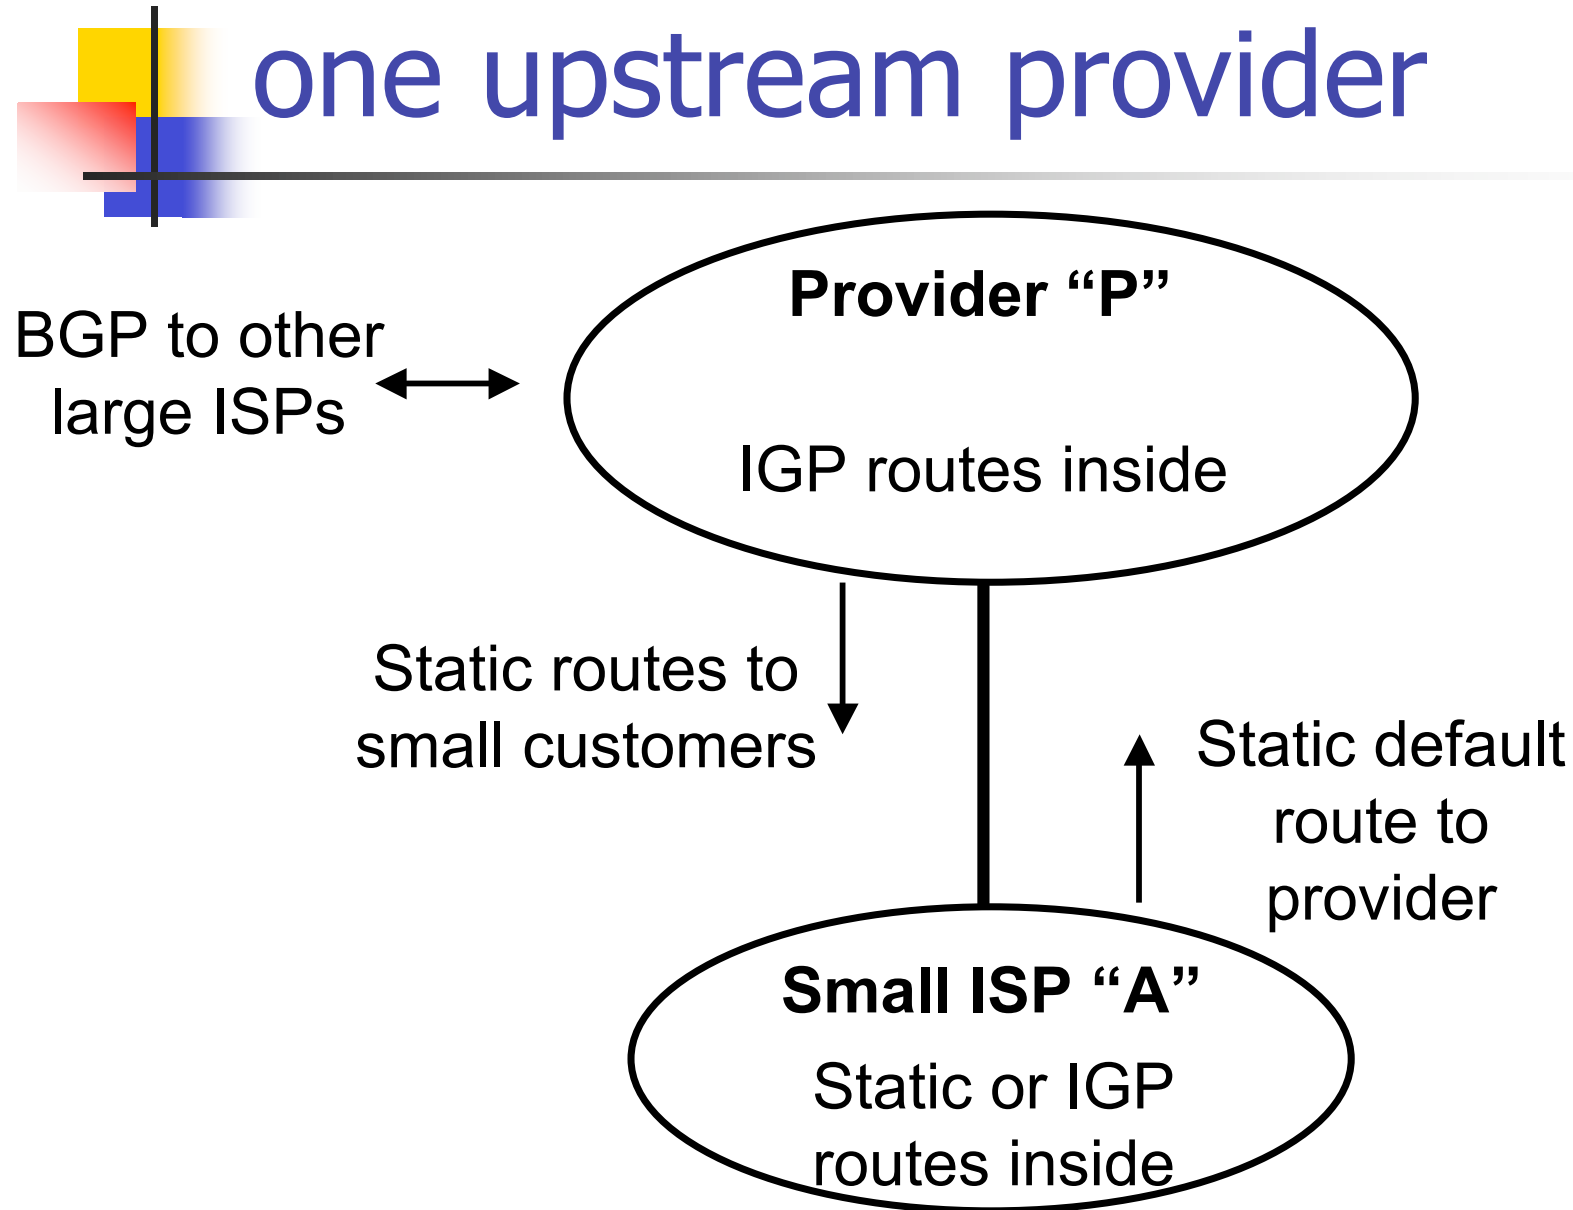 one upstream provider
Provider “P”
BGP to other
large ISPs
IGP routes inside
Static routes to
small customers
Static default
route to
provider
Small ISP “A”
Static or IGP
routes inside